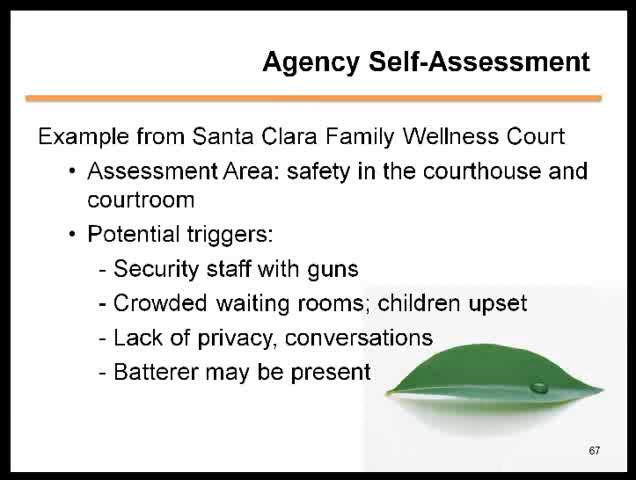 Agency Self-Assessment
Example from Santa Clara Family Wellness Court
• Assessment Area: safety in the courthouse and
courtroom
• Potential triggers:
- Security staff with guns
- Crowded waiting rooms; children upset
- Lack of privacy, conversations
- Batterer may be present
67